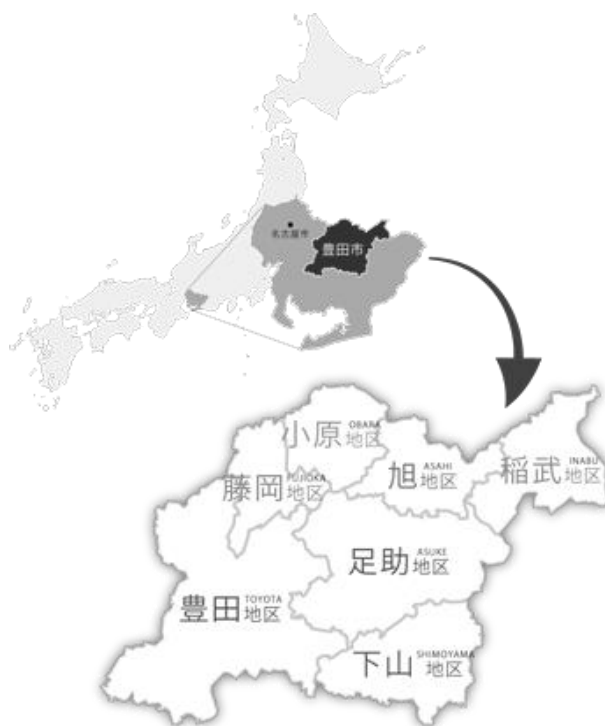 名古屋市
豊田市
小原 OBARA 地区
旭 ASAHI 地区
稲武 INABU 地区
藤岡 FUJIOKA 地区
足助 ASUKE 地区
豊田 TOYOTA 地区
下山 SHIMOYAMA 地区